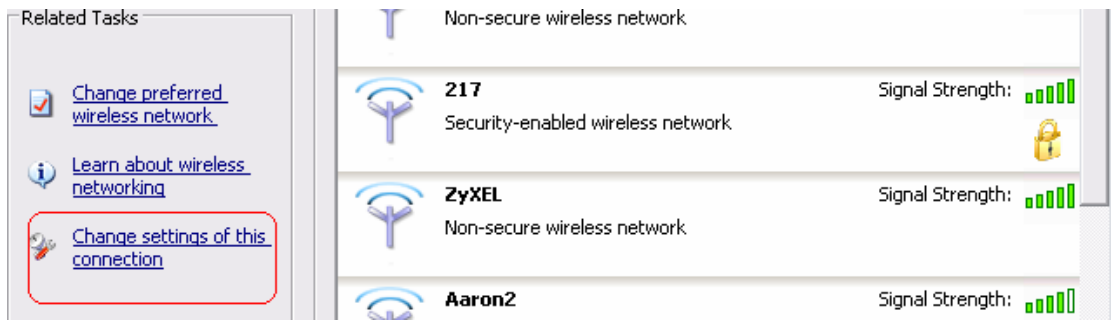 Related Tasks
Change preferred
wireless network
Learn about wireless
networking
Change settings of this
connection
Non-secure wireless network
217
Signal Strength:
Security-enabled wireless network
ZyXEL
Signal Strength:
Non-secure wireless network
Aaron2
Signal Strength: